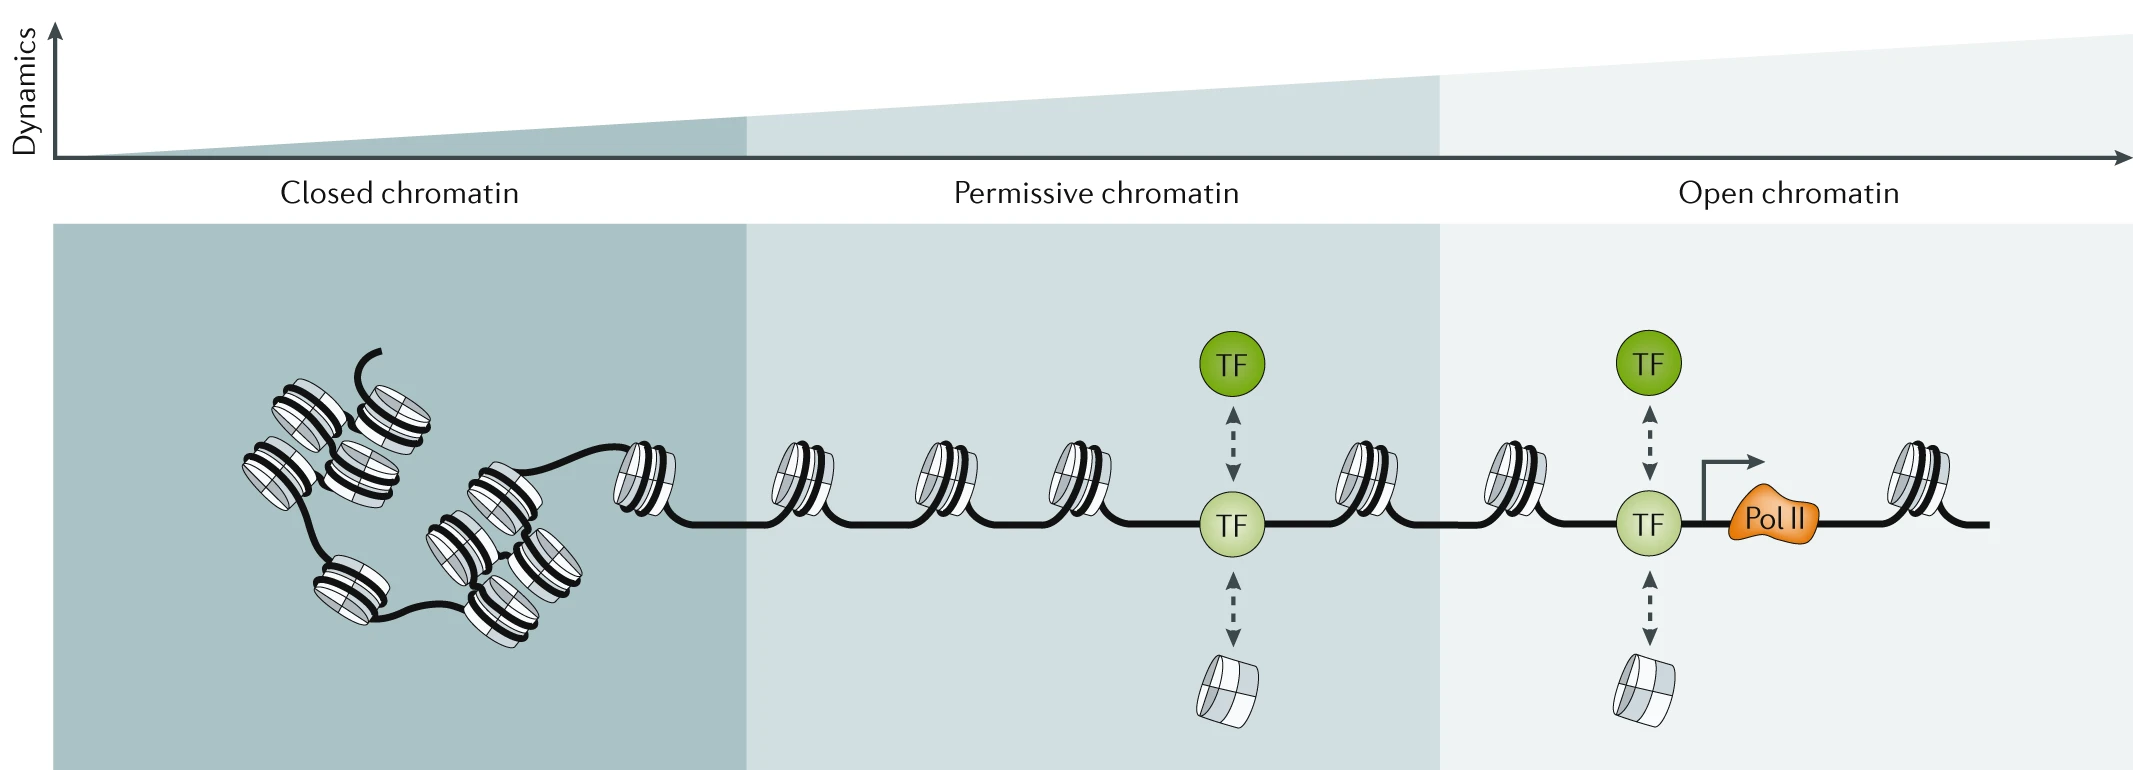 Dynamics
Closed chromatin
Permissive chromatin
Open chromatin
TF
TF
TF
TF
Pol II